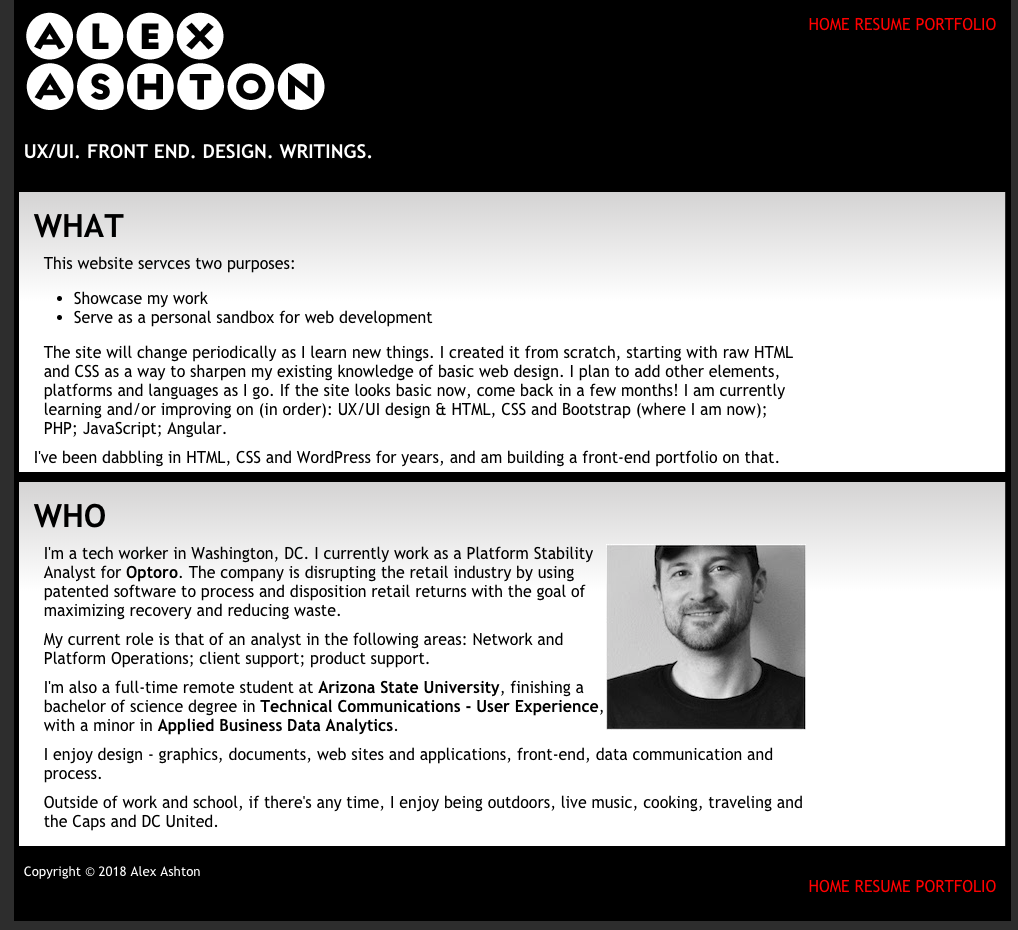 ALEX
ASHTON
HOME RESUME PORTFOLIO
UX/UI. FRONT END. DESIGN. WRITINGS.
WHAT
This website servces two purposes:
• Showcase my work
• Serve as a personal sandbox for web development
The site will change periodically as I learn new things. I created it from scratch, starting with raw HTML
and CSS as a way to sharpen my existing knowledge of basic web design. I plan to add other elements,
platforms and languages as I go. If the site looks basic now, come back in a few months! I am currently
learning and/or improving on (in order): UX/UI design & HTML, CSS and Bootstrap (where I am now);
PHP; JavaScript; Angular.
I've been dabbling in HTML, CSS and WordPress for years, and am building a front-end portfolio on that.
WHO
I'm a tech worker in Washington, DC. I currently work as a Platform Stability
Analyst for Optoro. The company is disrupting the retail industry by using
patented software to process and disposition retail returns with the goal of
maximizing recovery and reducing waste.
My current role is that of an analyst in the following areas: Network and
Platform Operations; client support; product support.
I'm also a full-time remote student at Arizona State University, finishing a
bachelor of science degree in Technical Communications - User Experience,
with a minor in Applied Business Data Analytics.
I enjoy design - graphics, documents, web sites and applications, front-end, data communication and
process.
Outside of work and school, if there's any time, I enjoy being outdoors, live music, cooking, traveling and
the Caps and DC United.
Copyright © 2018 Alex Ashton
HOME RESUME PORTFOLIO